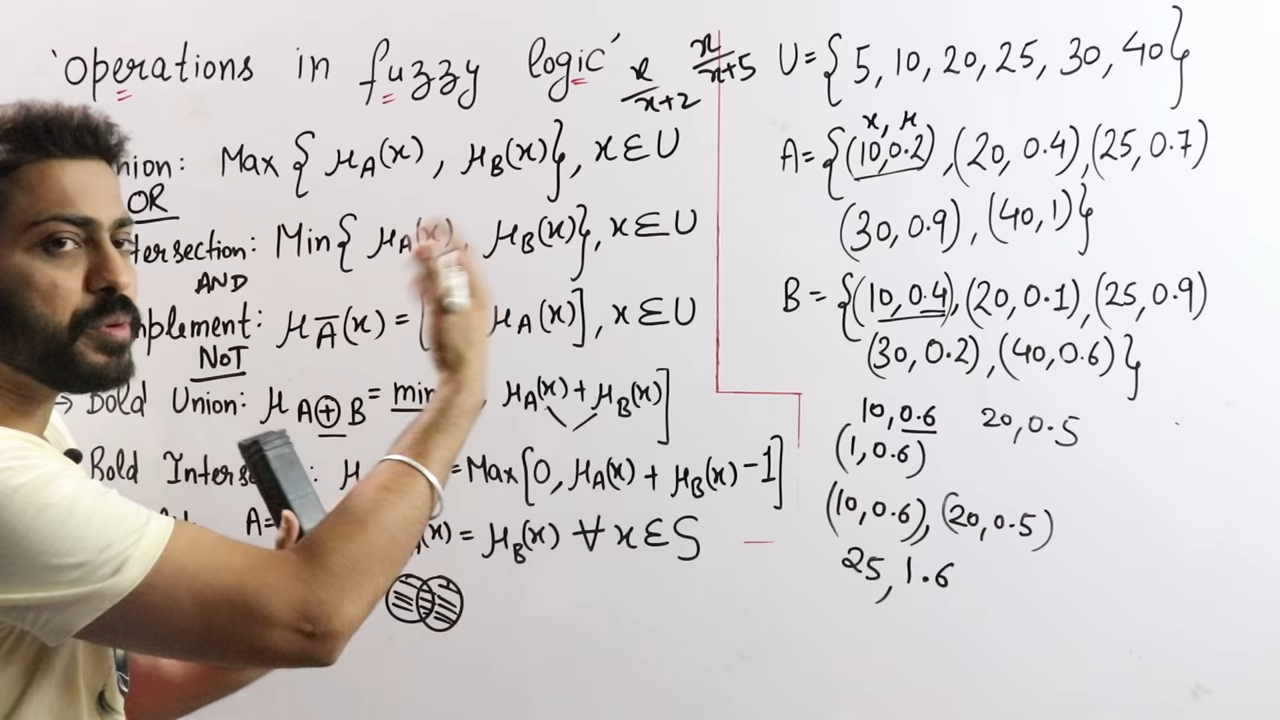 'Operations in fuzzy logic'
x/x+2 x/x+5
nion: Max { μA(x), μB(x)}, x∈U
OR
tersection: Min{ μA(x), μB(x)}, x∈U
AND
mplement: μA̅(x) = [ μA(x)], x∈U
NOT
→ Bold Union: μA⊕B = min , μA(x) + μB(x)]
Bold Inters : μ = Max[0, μA(x) + μB(x) - 1]
A= (x) = μB(x) ∀ x∈S
U = {5, 10, 20, 25, 30, 40}
x, μ
A = {(10,0.2), (20, 0.4), (25, 0.7)
(30, 0.9), (40, 1)}
B = {(10, 0.4), (20, 0.1), (25, 0.9)
(30, 0.2), (40, 0.6)}
10, 0.6 20, 0.5
(1, 0.6)
(10, 0.6), (20, 0.5)
25, 1.6